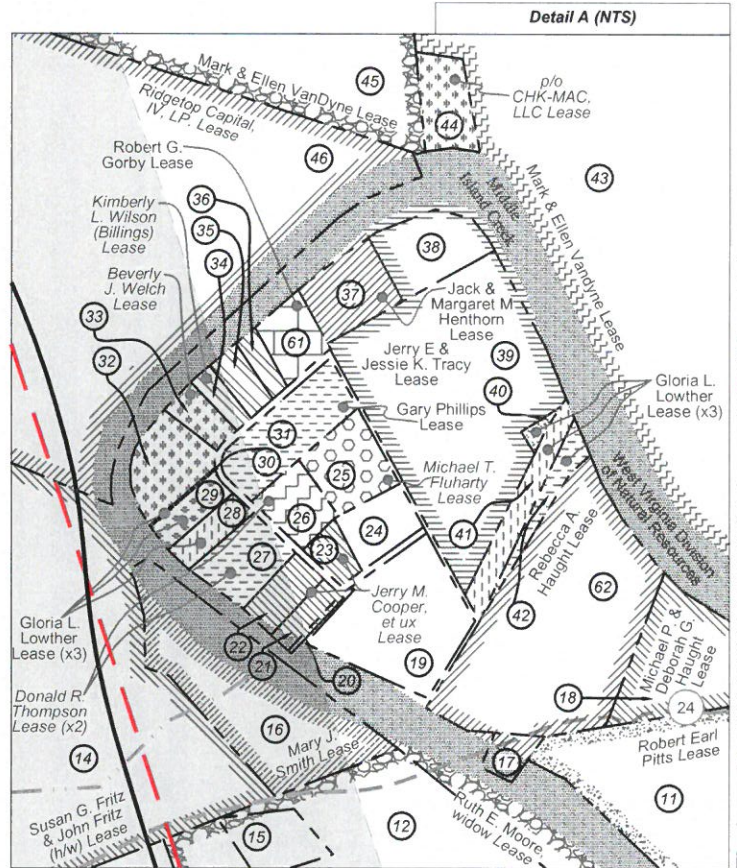 Detail A (NTS)
Mark & Ellen VanDyne Lease
45
p/o
CHK-MAC,
LLC Lease
Ridgetop Capital,
IV. LP. Lease
44
46
43
Robert G.
Gorby Lease
Middle
Island Creek
Mark & Ellen Vandyne Lease
Kimberly
L. Wilson
(Billings)
Lease
36
35
34
38
Beverly
J. Welch
Lease
37
Jack &
Margaret M
Henthorn
Lease
33
61
32
39
Jerry E &
Jessie K. Tracy
Lease
40
Gloria L.
Lowther
Lease (x3)
Gary Phillips
Lease
31
30
25
Michael T.
Fluharty
Lease
West Virginia Division
of Natural Resources
29
28
26
24
41
Rebecca A.
Haught Lease
27
23
62
42
Jerry M.
Cooper,
et ux
Lease
Gloria L.
Lowther
Lease (x3)
22
21
20
19
18
Michael P. &
Deborah G.
Haught
Lease
24
Donald R.
Thompson
Lease (x2)
16
Mary J.
Smith Lease
14
17
Robert Earl
Pitts Lease
11
Susan G. Fritz
& John Fritz
(h/w) Lease
15
12
Ruth E. Moore,
widow Lease